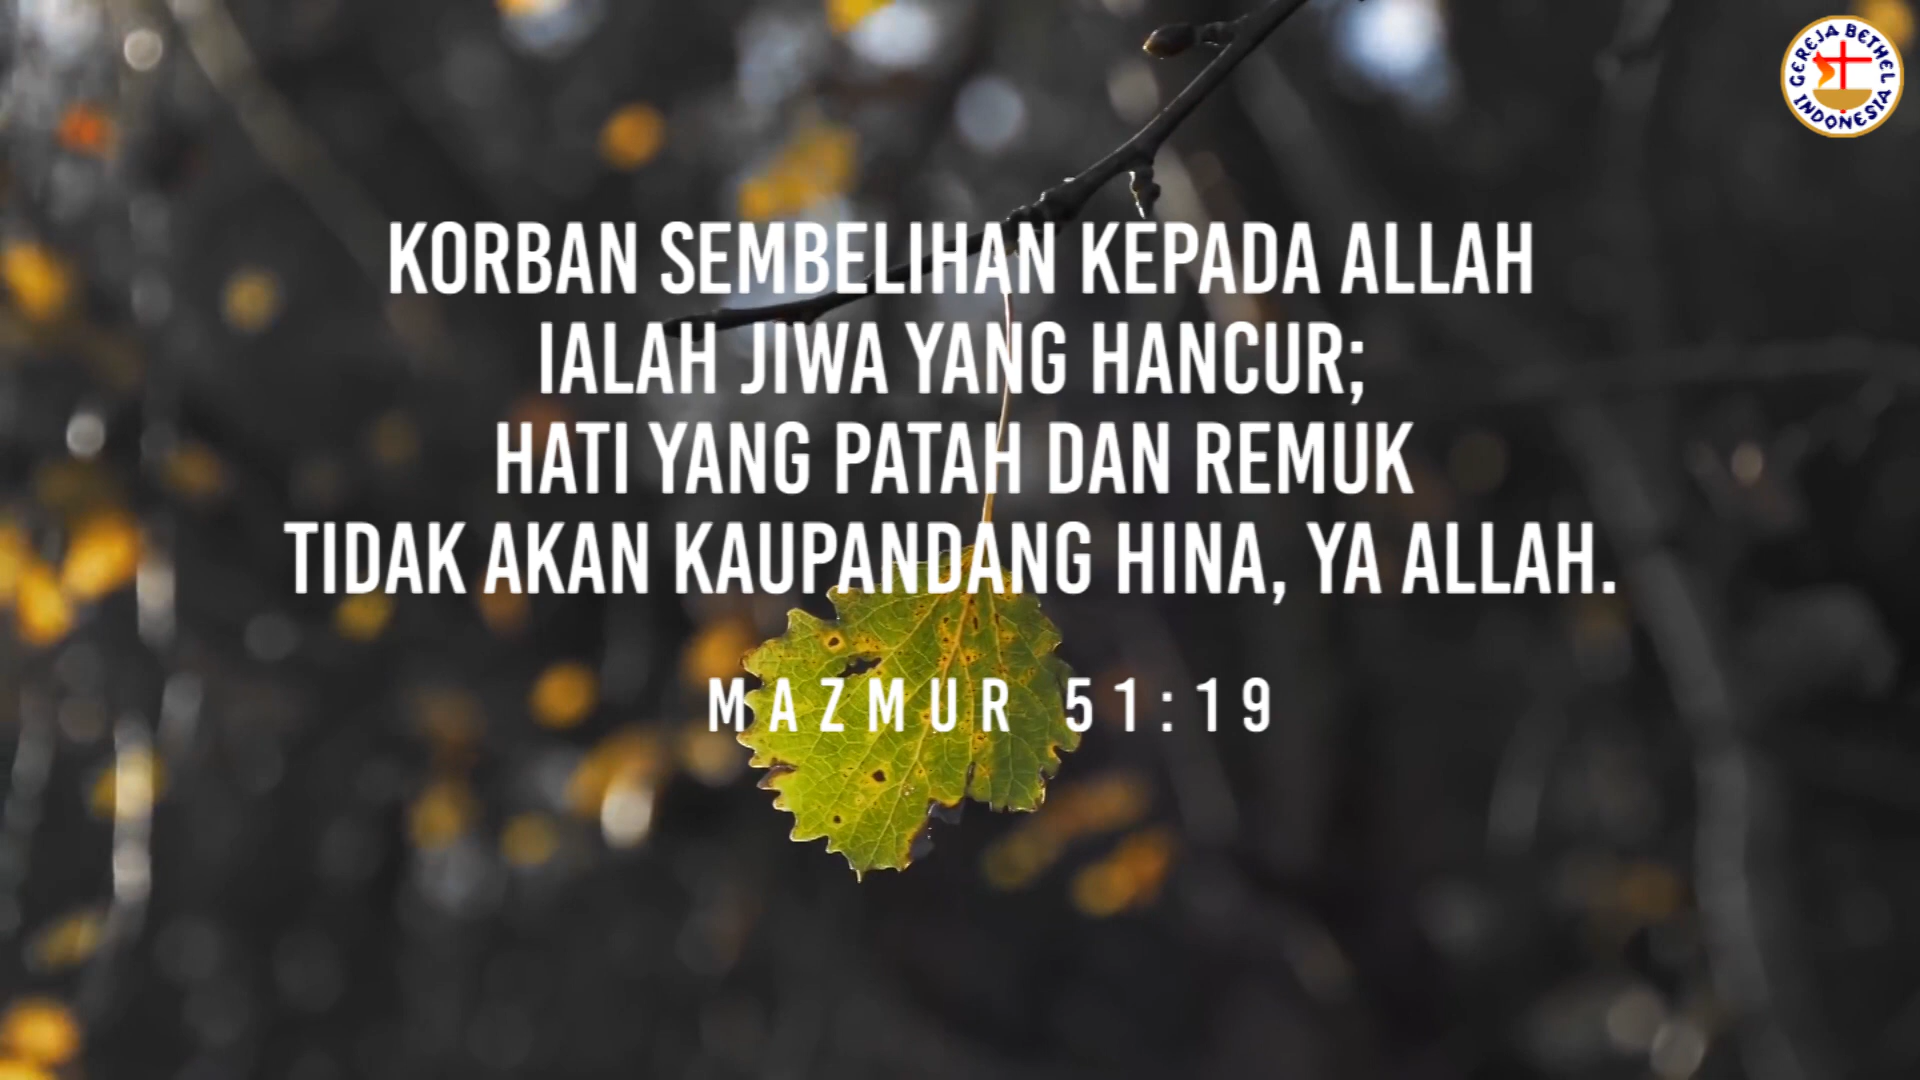 KORBAN SEMBELIHAN KEPADA ALLAH
IALAH JIWA YANG HANCUR;
HATI YANG PATAH DAN REMUK
TIDAK AKAN KAUPANDANG HINA, YA ALLAH.
MAZMUR 51:19
GEREJA BETHEL INDONESIA